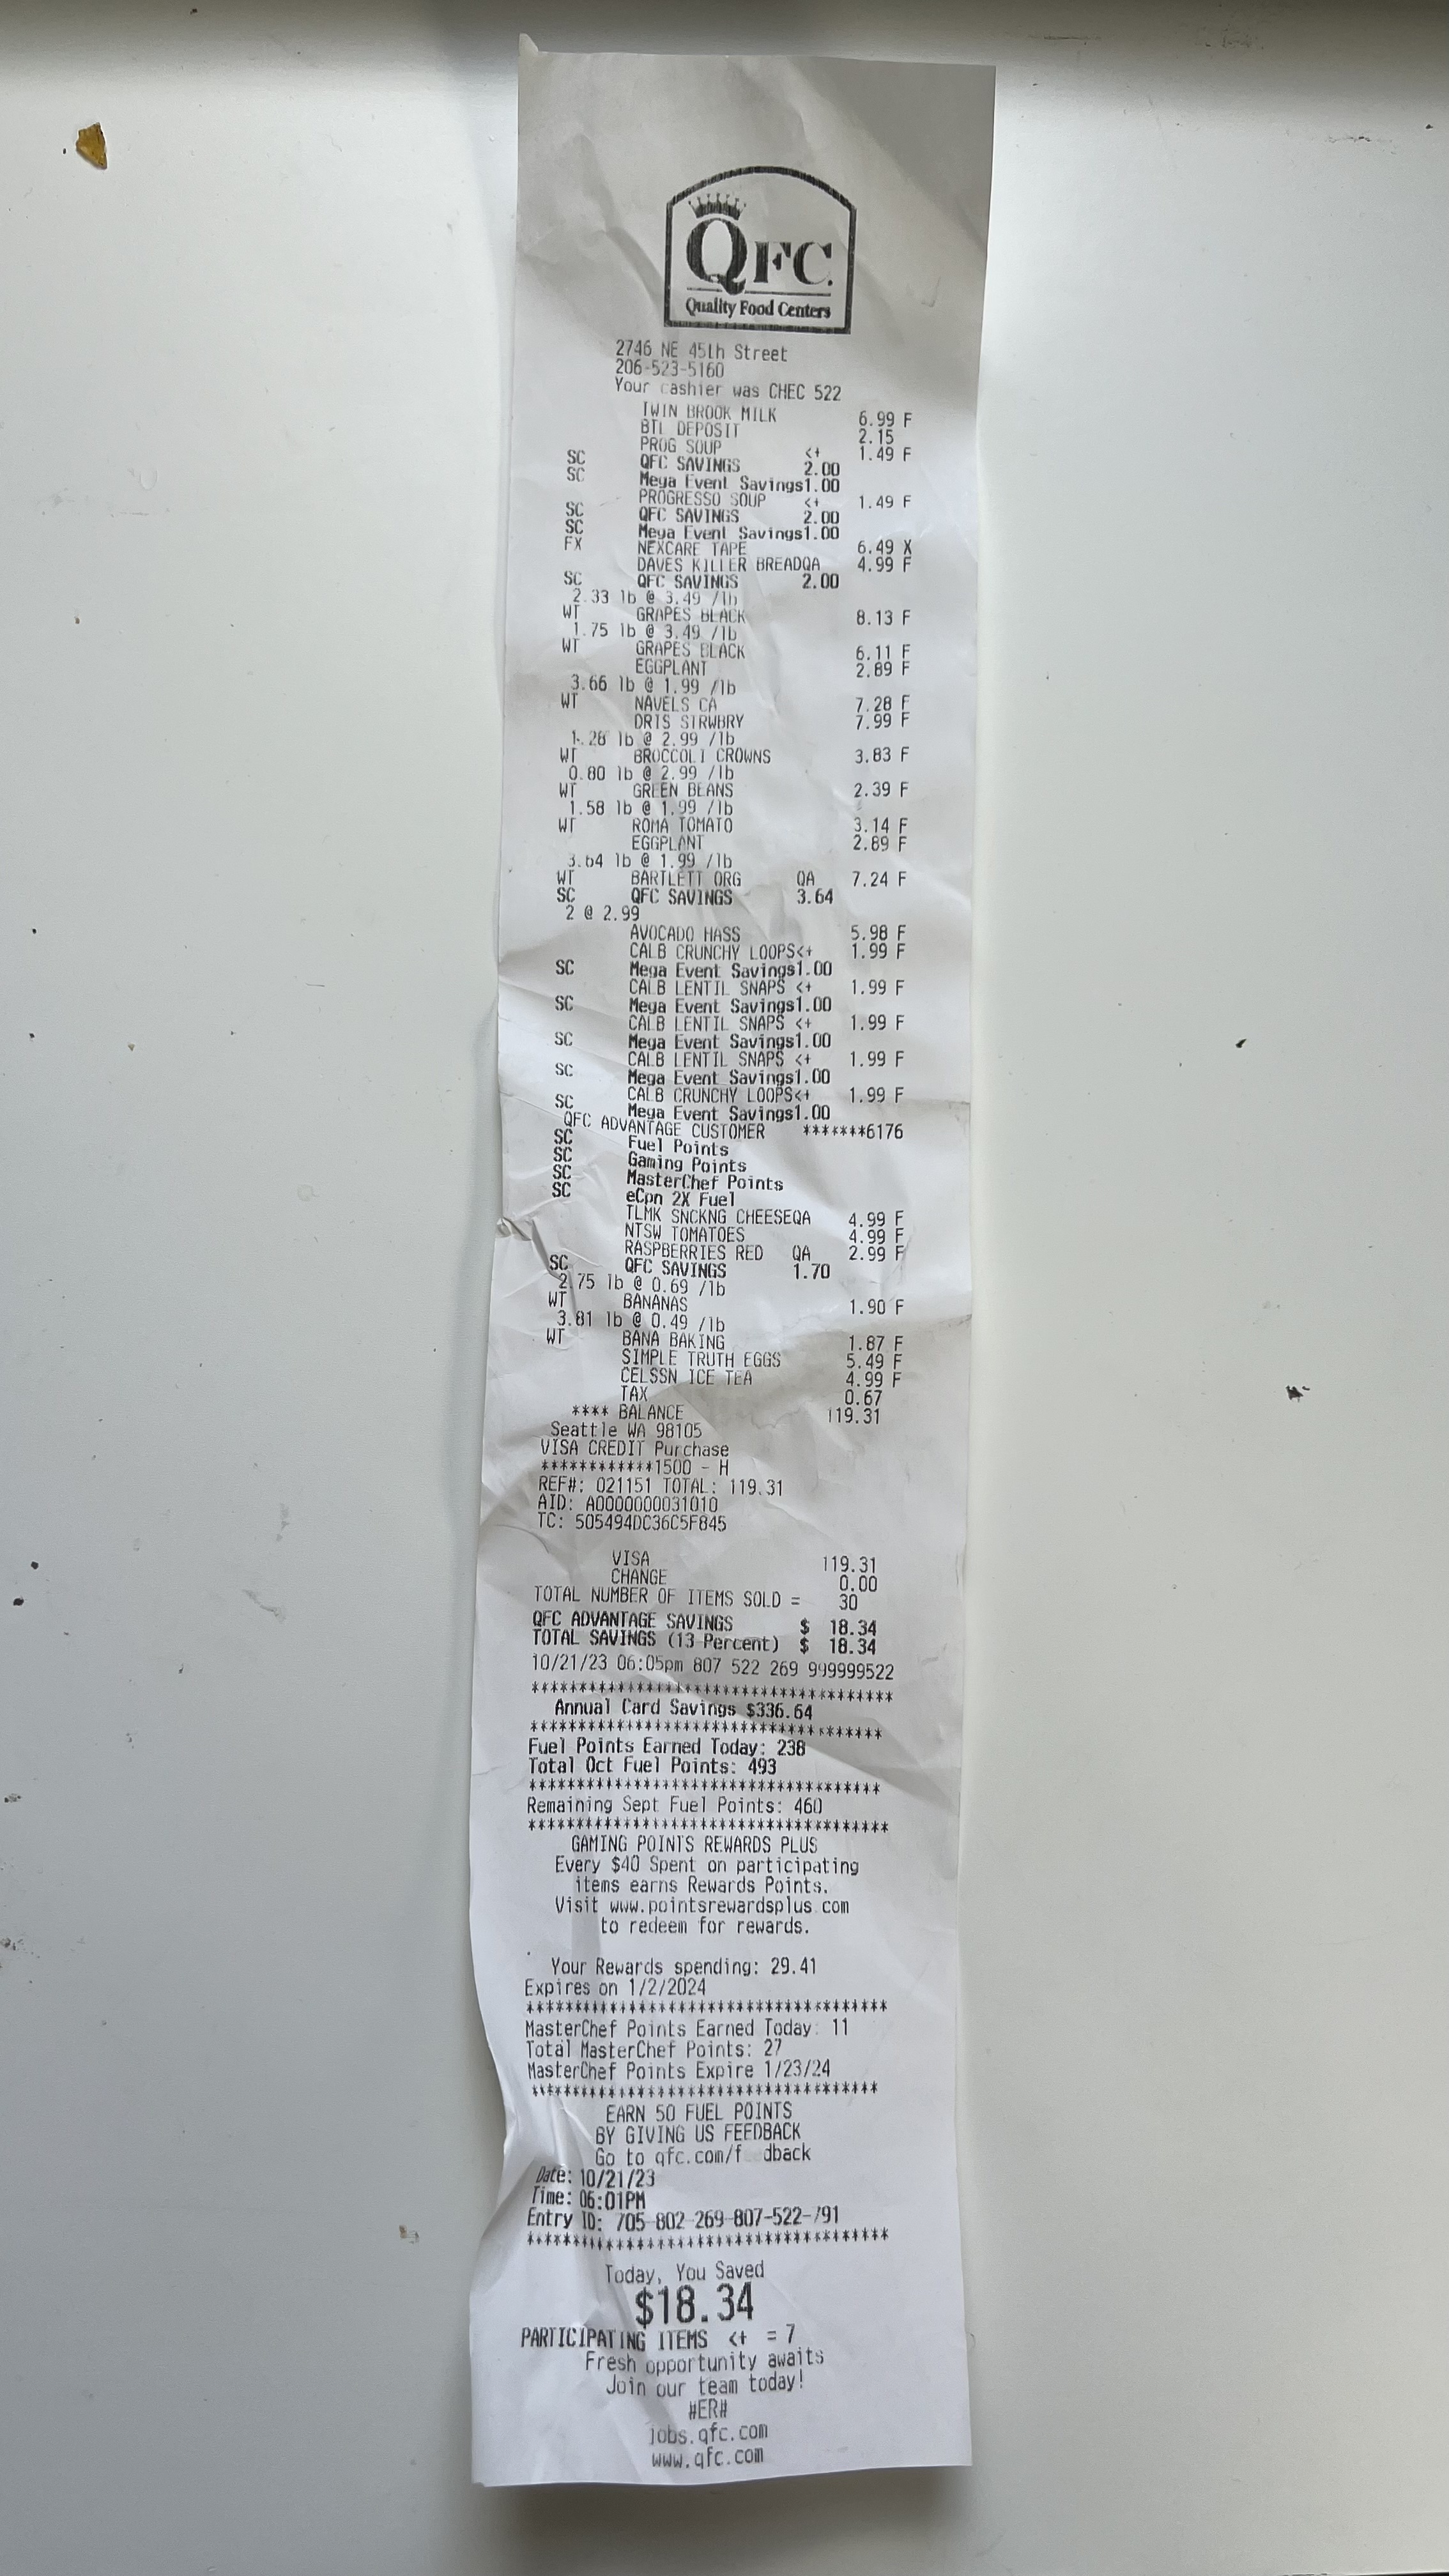 QFC.
Quality Food Centers
2746 NE 45th Street
206-523-5160
Your cashier was CHEC 522
TWIN BROOK MILK 6.99 F
BTL DEPOSIT 2.15
PROG SOUP <+ 1.49 F
SC QFC SAVINGS 2.00
SC Mega Event Savings1.00
PROGRESSO SOUP <+ 1.49 F
SC QFC SAVINGS 2.00
SC Mega Event Savings1.00
FX NEXCARE TAPE 6.49 X
DAVES KILLER BREADQA 4.99 F
SC QFC SAVINGS 2.00
2.33 lb @ 3.49 /lb
WT GRAPES BLACK 8.13 F
1.75 lb @ 3.49 /lb
WT GRAPES BLACK 6.11 F
EGGPLANT 2.89 F
3.66 lb @ 1.99 /lb
WT NAVELS CA 7.28 F
DRIS STRWBRY 7.99 F
1.28 lb @ 2.99 /lb
WT BROCCOLI CROWNS 3.83 F
0.80 lb @ 2.99 /lb
WT GREEN BEANS 2.39 F
1.58 lb @ 1.99 /lb
WT ROMA TOMATO 3.14 F
EGGPLANT 2.89 F
3.64 lb @ 1.99 /lb
WT BARTLETT ORG QA 7.24 F
SC QFC SAVINGS 3.64
2 @ 2.99
AVOCADO HASS 5.98 F
CALB CRUNCHY LOOPS<+ 1.99 F
SC Mega Event Savings1.00
CALB LENTIL SNAPS <+ 1.99 F
SC Mega Event Savings1.00
CALB LENTIL SNAPS <+ 1.99 F
SC Mega Event Savings1.00
CALB LENTIL SNAPS <+ 1.99 F
SC Mega Event Savings1.00
CALB CRUNCHY LOOPS<+ 1.99 F
SC Mega Event Savings1.00
QFC ADVANTAGE CUSTOMER *******6176
SC Fuel Points
SC Gaming Points
SC MasterChef Points
SC eCpn 2X Fuel
TLMK SNCKNG CHEESEQA 4.99 F
NTSW TOMATOES 4.99 F
RASPBERRIES RED QA 2.99 F
SC QFC SAVINGS 1.70
2.75 lb @ 0.69 /lb
WT BANANAS 1.90 F
3.81 lb @ 0.49 /lb
WT BANA BAKING 1.87 F
SIMPLE TRUTH EGGS 5.49 F
CELSSN ICE TEA 4.99 F
TAX 0.67
**** BALANCE 119.31
Seattle WA 98105
VISA CREDIT Purchase
************1500 - H
REF#: 021151 TOTAL: 119.31
AID: A0000000031010
TC: 505494DC36C5F845
VISA 119.31
CHANGE 0.00
TOTAL NUMBER OF ITEMS SOLD = 30
QFC ADVANTAGE SAVINGS $ 18.34
TOTAL SAVINGS (13 Percent) $ 18.34
10/21/23 06:05pm 807 522 269 999999522
*************************************
Annual Card Savings $336.64
************************************
Fuel Points Earned Today: 238
Total Oct Fuel Points: 493
************************************
Remaining Sept Fuel Points: 460
*************************************
GAMING POINTS REWARDS PLUS
Every $40 Spent on participating
items earns Rewards Points.
Visit www.pointsrewardsplus.com
to redeem for rewards.
.
Your Rewards spending: 29.41
Expires on 1/2/2024
*************************************
MasterChef Points Earned Today: 11
Total MasterChef Points: 27
MasterChef Points Expire 1/23/24
***********************************
EARN 50 FUEL POINTS
BY GIVING US FEEDBACK
Go to qfc.com/f dback
Date: 10/21/23
Time: 06:01PM
Entry ID: 705-802-269-807-522-791
*************************************
Today, You Saved
$18.34
PARTICIPATING ITEMS <+ = 7
Fresh opportunity awaits
Join our team today!
#ER#
jobs.qfc.com
www.qfc.com